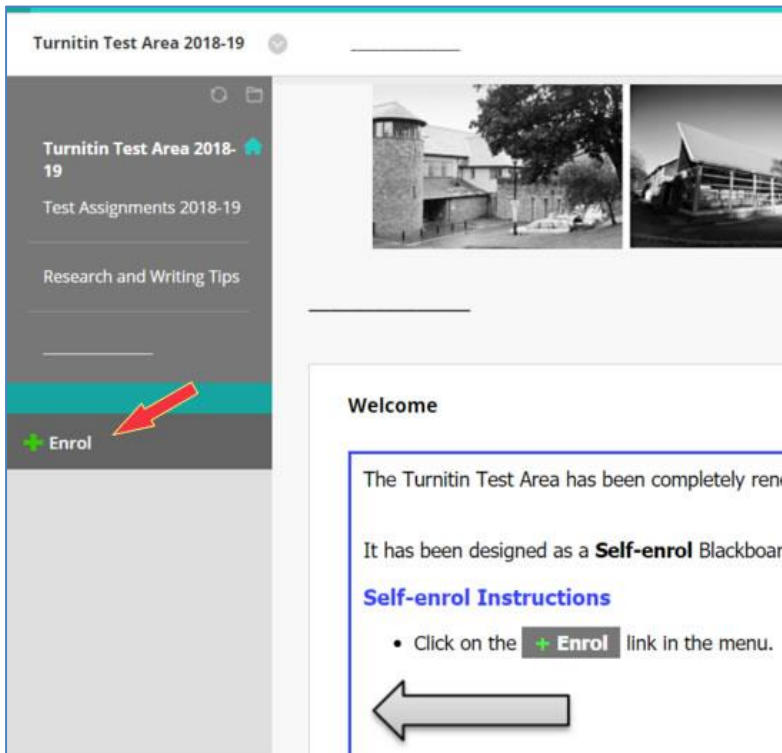 Turnitin Test Area 2018-19
Turnitin Test Area 2018-
19
Test Assignments 2018-19
Research and Writing Tips
Enrol
Welcome
The Turnitin Test Area has been completely
It has been designed as a Self-enrol
Self-enrol Instructions
Click on the + Enrol link in the menu.